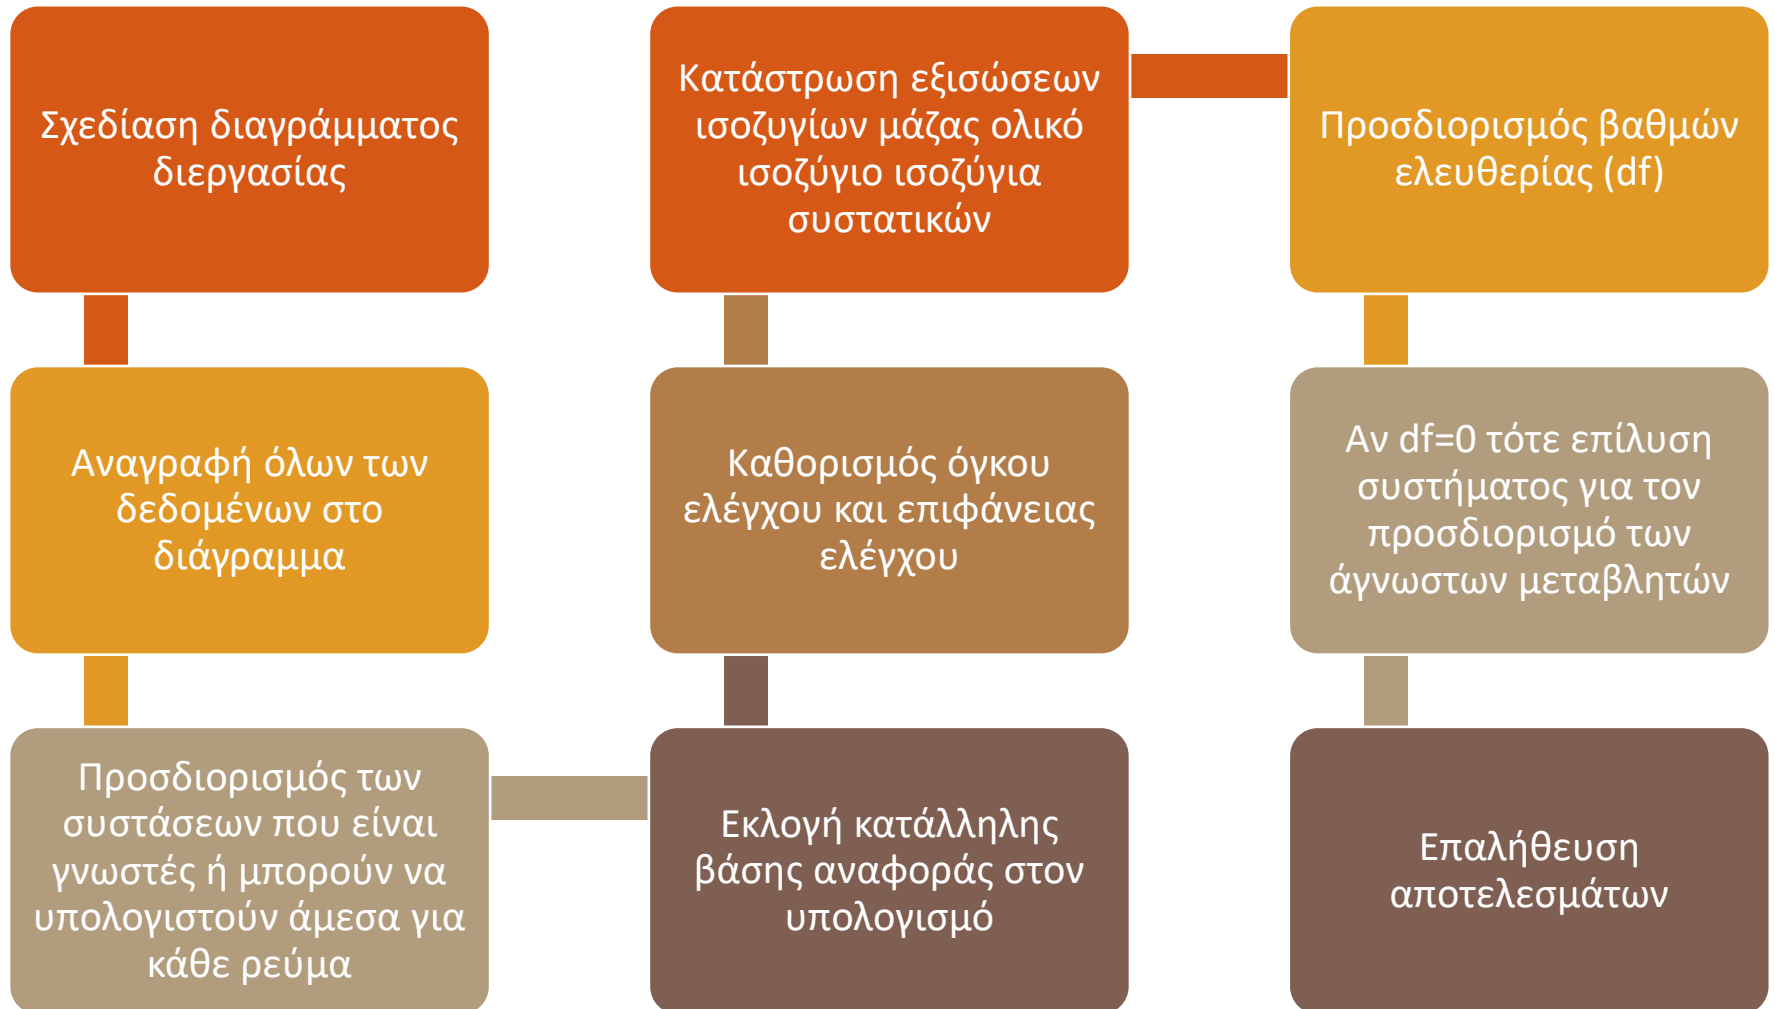 Σχεδίαση διαγράμματος
διεργασίας
Αναγραφή όλων των
δεδομένων στο
διάγραμμα
Προσδιορισμός των
συστάσεων που είναι
γνωστές ή μπορούν να
υπολογιστούν άμεσα για
κάθε ρεύμα
Εκλογή κατάλληλης
βάσης αναφοράς στον
υπολογισμό
Καθορισμός όγκου
ελέγχου και επιφάνειας
ελέγχου
Κατάστρωση εξισώσεων
ισοζυγίων μάζας ολικό
ισοζύγιο ισοζύγια
συστατικών
Προσδιορισμός βαθμών
ελευθερίας (df)
Αν df=0 τότε επίλυση
συστήματος για τον
προσδιορισμό των
άγνωστων μεταβλητών
Επαλήθευση
αποτελεσμάτων